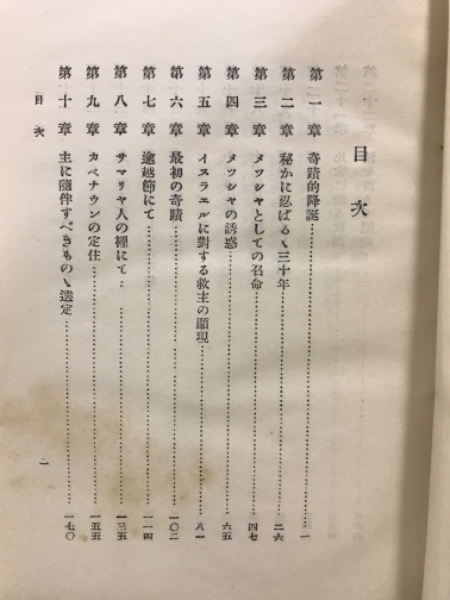 目次
第一章 奇蹟的降誕……一
第二章 秘かに忍ばるゝ三十年……二六
第三章 メツシヤとしての召命……四七
第四章 メツシヤの誘惑……六五
第五章 イスラエルに對する救主の顯現……八一
第六章 最初の奇蹟……一〇二
第七章 逾越節にて……一一四
第八章 サマリヤ人の裡にて……一三五
第九章 カペナウンの定住……一五五
第十章 主に隨伴すべきものゝ選定……一七〇
目次
一